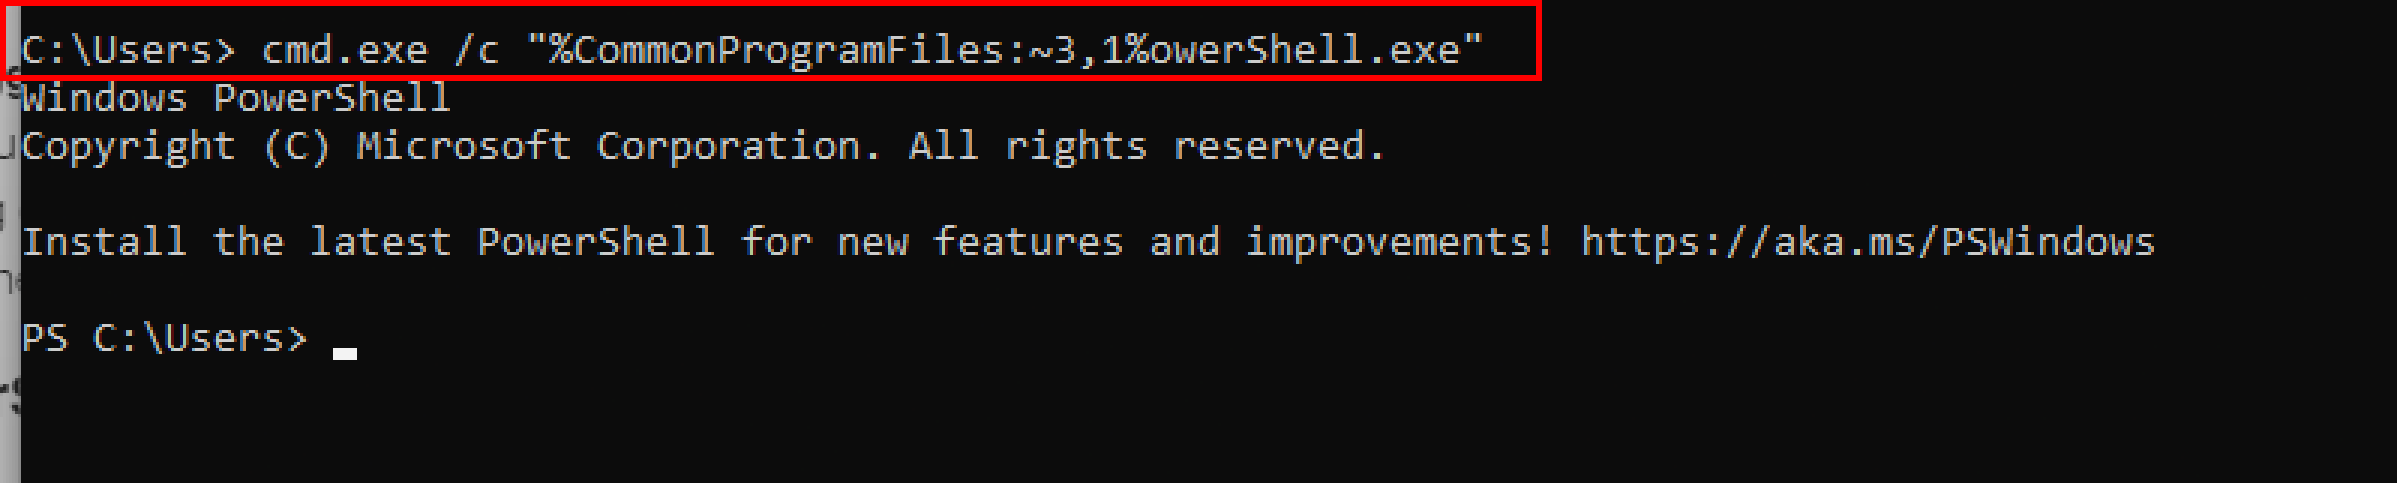 C:\Users> cmd.exe /c "%CommonProgramFiles:~3,1%owerShell.exe"
Windows PowerShell
Copyright (C) Microsoft Corporation. All rights reserved.
Install the latest PowerShell for new features and improvements! https://aka.ms/PSWindows
PS C:\Users>